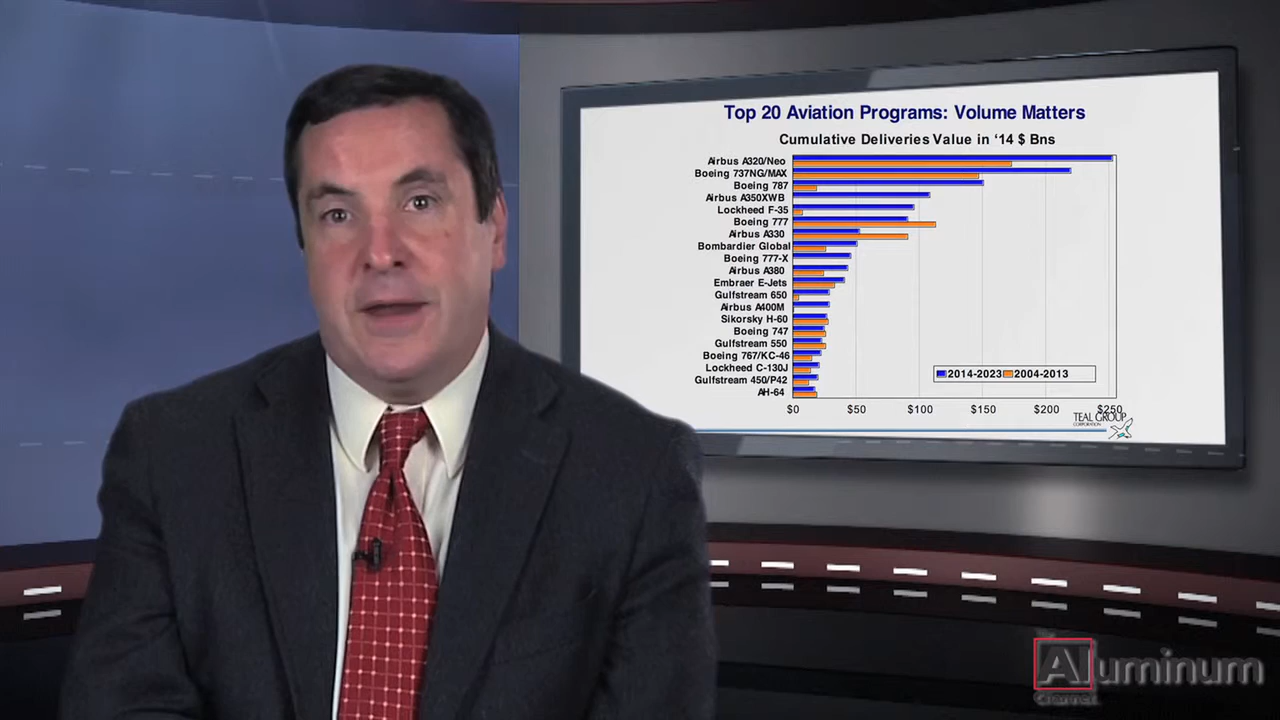 Top 20 Aviation Programs: Volume Matters
Cumulative Deliveries Value in ‘14 $ Bns
Airbus A320/Neo
Boeing 737NG/MAX
Boeing 787
Airbus A350XWB
Lockheed F-35
Boeing 777
Airbus A330
Bombardier Global
Boeing 777-X
Airbus A380
Embraer E-Jets
Gulfstream 650
Airbus A400M
Sikorsky H-60
Boeing 747
Gulfstream 550
Boeing 767/KC-46
Lockheed C-130J
Gulfstream 450/P42
AH-64
2014-2023 2004-2013
$0 $50 $100 $150 $200 $250
TEAL GROUP
CORPORATION
Aluminum
Channel